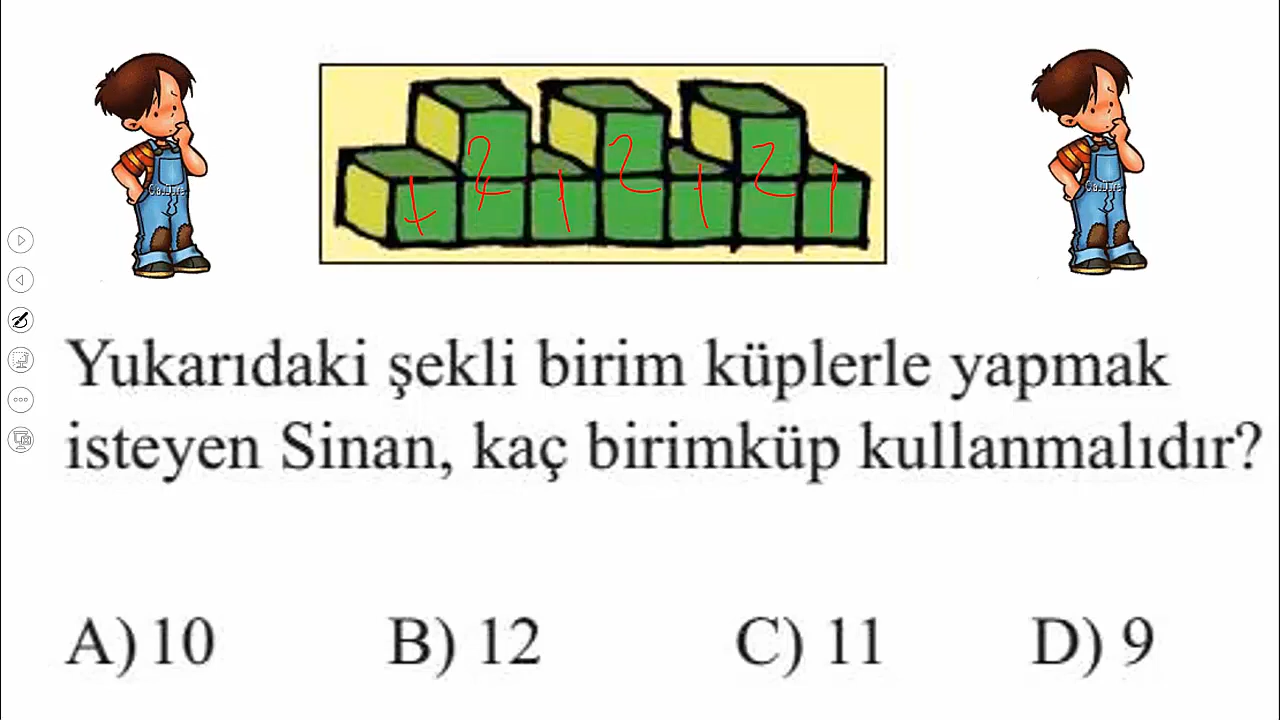 1 2 1 2 1 2 1
Yukarıdaki şekli birim küplerle yapmak
isteyen Sinan, kaç birimküp kullanmalıdır?
A) 10 B) 12 C) 11 D) 9